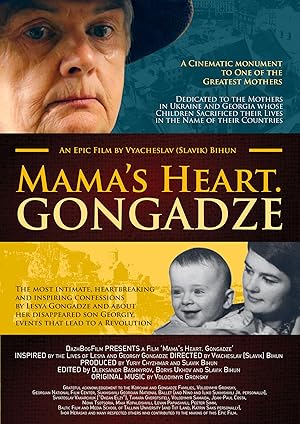 A Cinematic monument
to One of the
Greatest Mothers
Dedicated to the Mothers
in Ukraine and Georgia whose
Children Sacrificed their Lives
in the Name of their Countries
An Epic Film by Vyacheslav (Slavik) Bihun
Mama's Heart.
GONGADZE
The most intimate, heartbreaking
and inspiring confessions
by Lesya Gongadze and about
her disappeared son Georgiy,
events that lead to a Revolution
DazhBogFilm PRESENTS a Film 'Mama's Heart. Gongadze'
INSPIRED by the Lives of Lesya and Georgiy Gongadze DIRECTED by Vyacheslav (Slavik) Bihun
PRODUCED by Yuriy Chyzhmar and Slavik Bihun
EDITED by Oleksandr Bashmyrov, Boris Ukhov and Slavik Bihun
ORIGINAL MUSIC by Volodymyr Gronsky